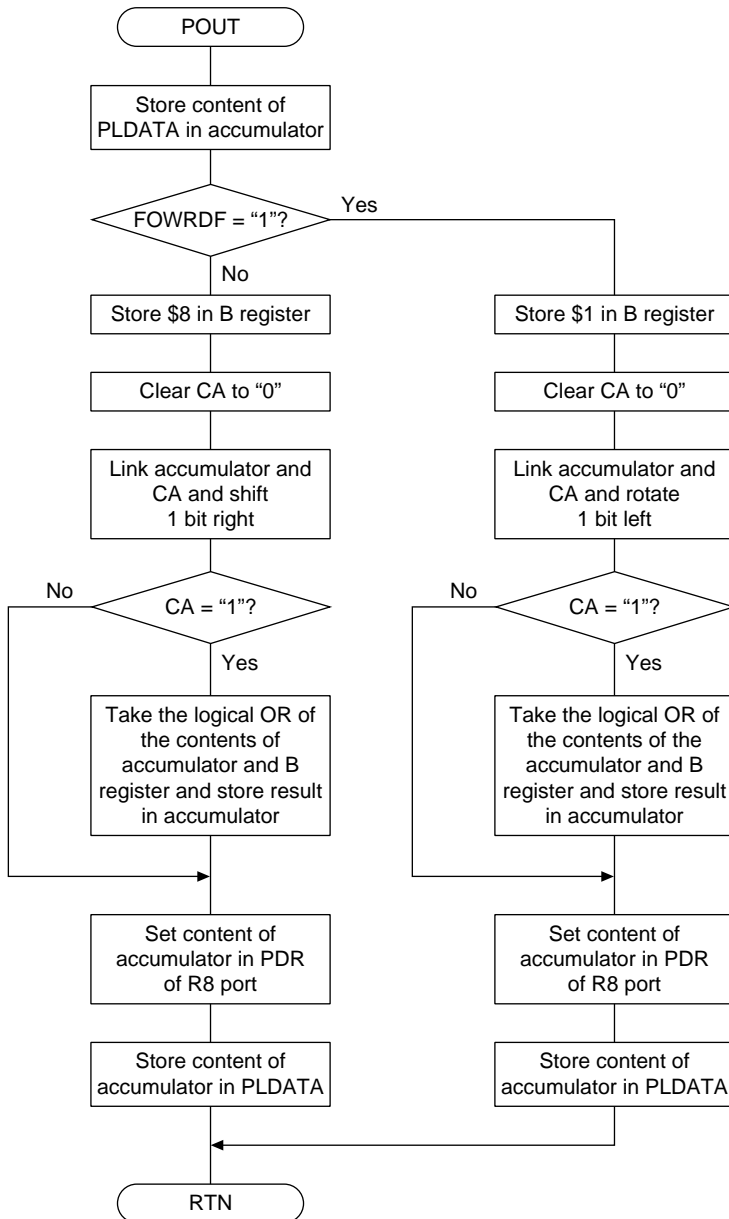 POUT
Store content of
PLDATA in accumulator
FOWRDF = “1”?
Yes
No
Store $8 in B register
Clear CA to “0”
Link accumulator and
CA and shift
1 bit right
No
CA = “1”?
Yes
Take the logical OR of
the contents of
accumulator and B
register and store result
in accumulator
Set content of
accumulator in PDR
of R8 port
Store content of
accumulator in PLDATA
Store $1 in B register
Clear CA to “0”
Link accumulator and
CA and rotate
1 bit left
No
CA = “1”?
Yes
Take the logical OR of
the contents of the
accumulator and B
register and store result
in accumulator
Set content of
accumulator in PDR
of R8 port
Store content of
accumulator in PLDATA
RTN